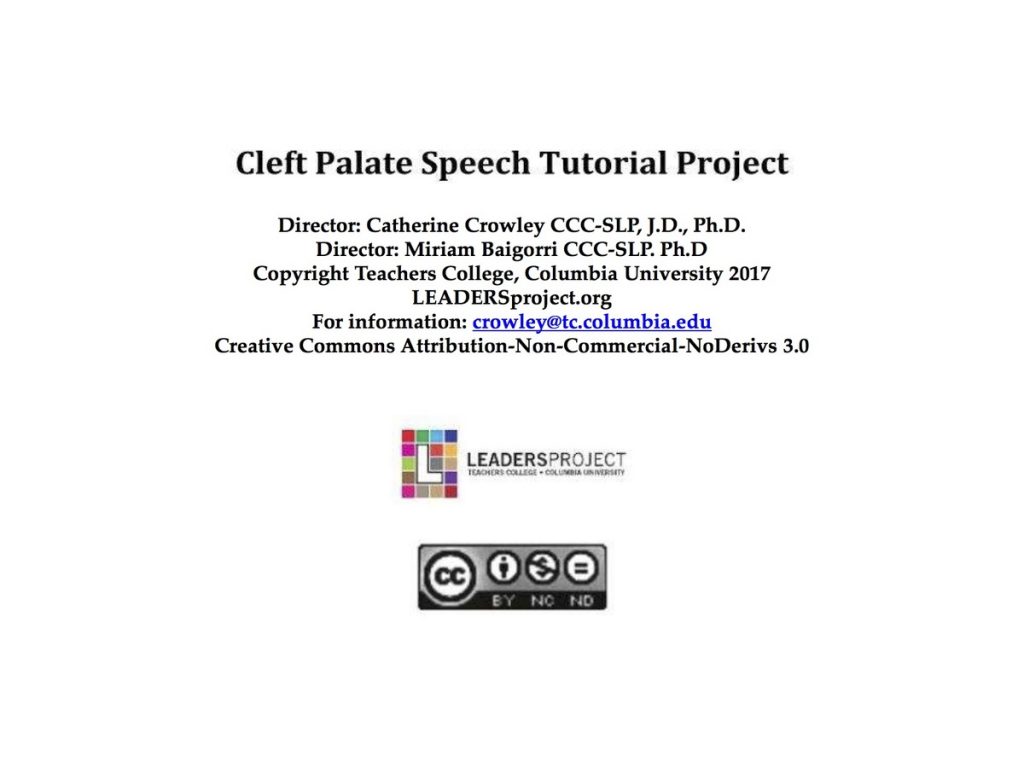 Cleft Palate Speech Tutorial Project
Director: Catherine Crowley CCC-SLP, J.D., Ph.D.
Director: Miriam Baigorri CCC-SLP. Ph.D
Copyright Teachers College, Columbia University 2017
LEADERSproject.org
For information: crowley@tc.columbia.edu
Creative Commons Attribution-Non-Commercial-NoDerivs 3.0
L
LEADERSPROJECT
TEACHERS COLLEGE • COLUMBIA UNIVERSITY
cc
BY NC ND